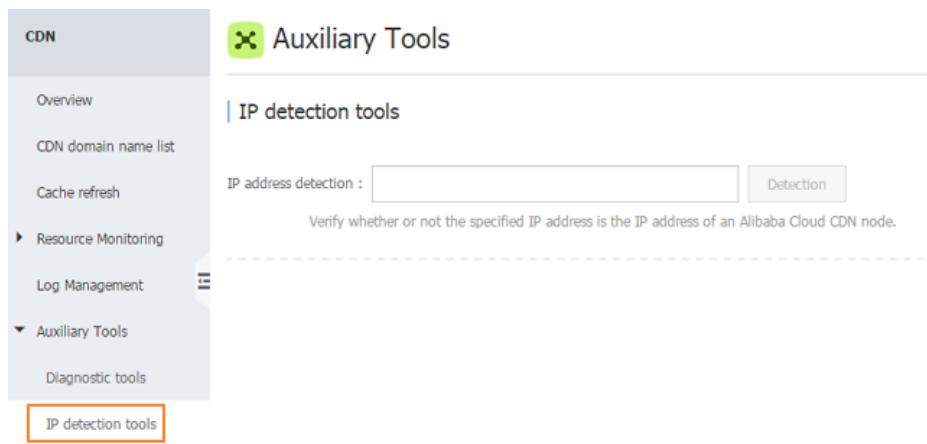 CDN
Overview
CDN domain name list
Cache refresh
Resource Monitoring
Log Management
Auxiliary Tools
Diagnostic tools
IP detection tools
Auxiliary Tools
IP detection tools
IP address detection :
Detection
Verify whether or not the specified IP address is the IP address of an Alibaba Cloud CDN node.